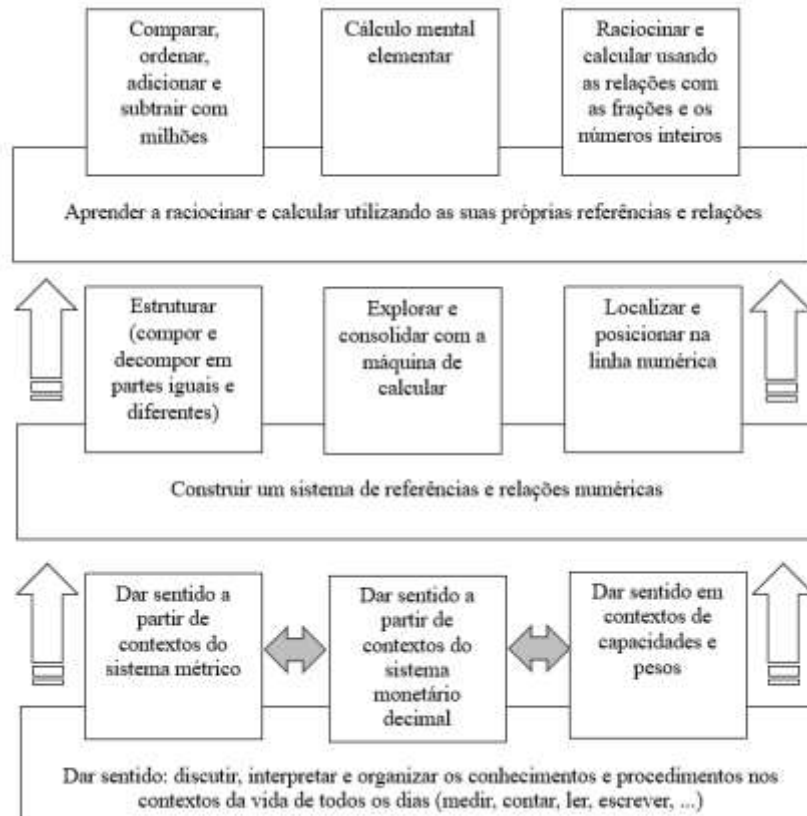 Comparar,
ordenar,
adicionar e
subtrair com
milhões
Cálculo mental
elementar
Raciocinar e
calcular usando
as relações com
as frações e os
números inteiros
Aprender a raciocinar e calcular utilizando as suas próprias referências e relações
Estruturar
(compor e
decompor em
partes iguais e
diferentes)
Explorar e
consolidar com a
máquina de
calcular
Localizar e
posicionar na
linha numérica
Construir um sistema de referências e relações numéricas
Dar sentido a
partir de
contextos do
sistema métrico
Dar sentido a
partir de
contextos do
sistema
monetário
decimal
Dar sentido em
contextos de
capacidades e
pesos
Dar sentido: discutir, interpretar e organizar os conhecimentos e procedimentos nos
contextos da vida de todos os dias (medir, contar, ler, escrever, ...)